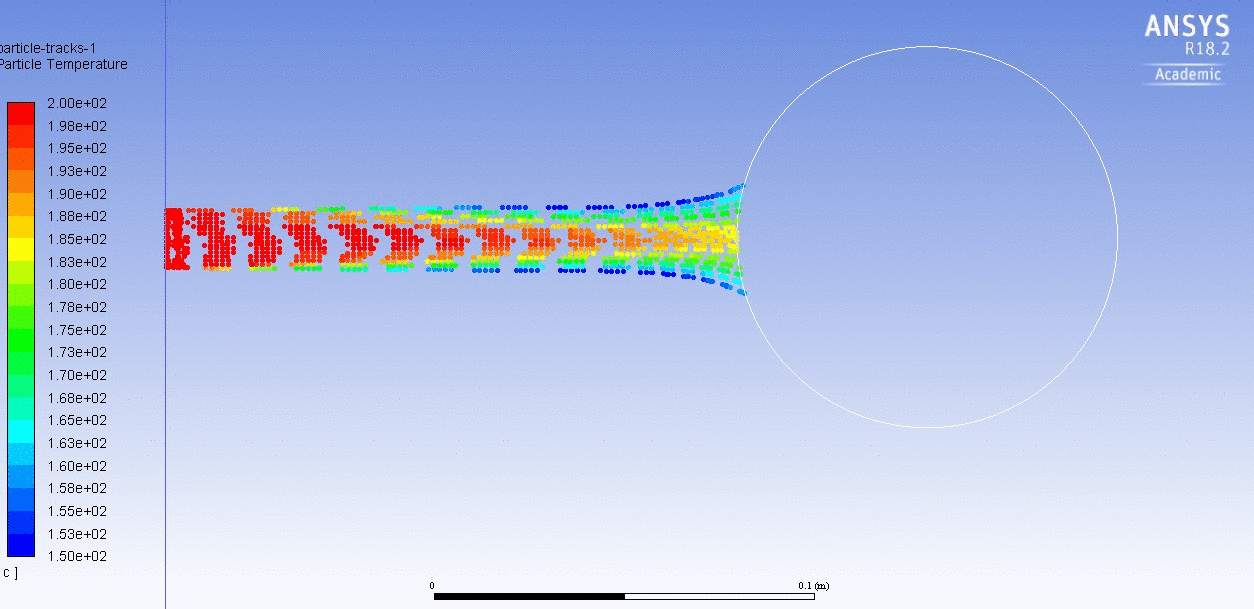 particle-tracks-1
Particle Temperature
2.00e+02
1.98e+02
1.95e+02
1.93e+02
1.90e+02
1.88e+02
1.85e+02
1.83e+02
1.80e+02
1.78e+02
1.75e+02
1.73e+02
1.70e+02
1.68e+02
1.65e+02
1.63e+02
1.60e+02
1.58e+02
1.55e+02
1.53e+02
1.50e+02
c ]
ANSYS
R18.2
Academic
0 0.1 (m)